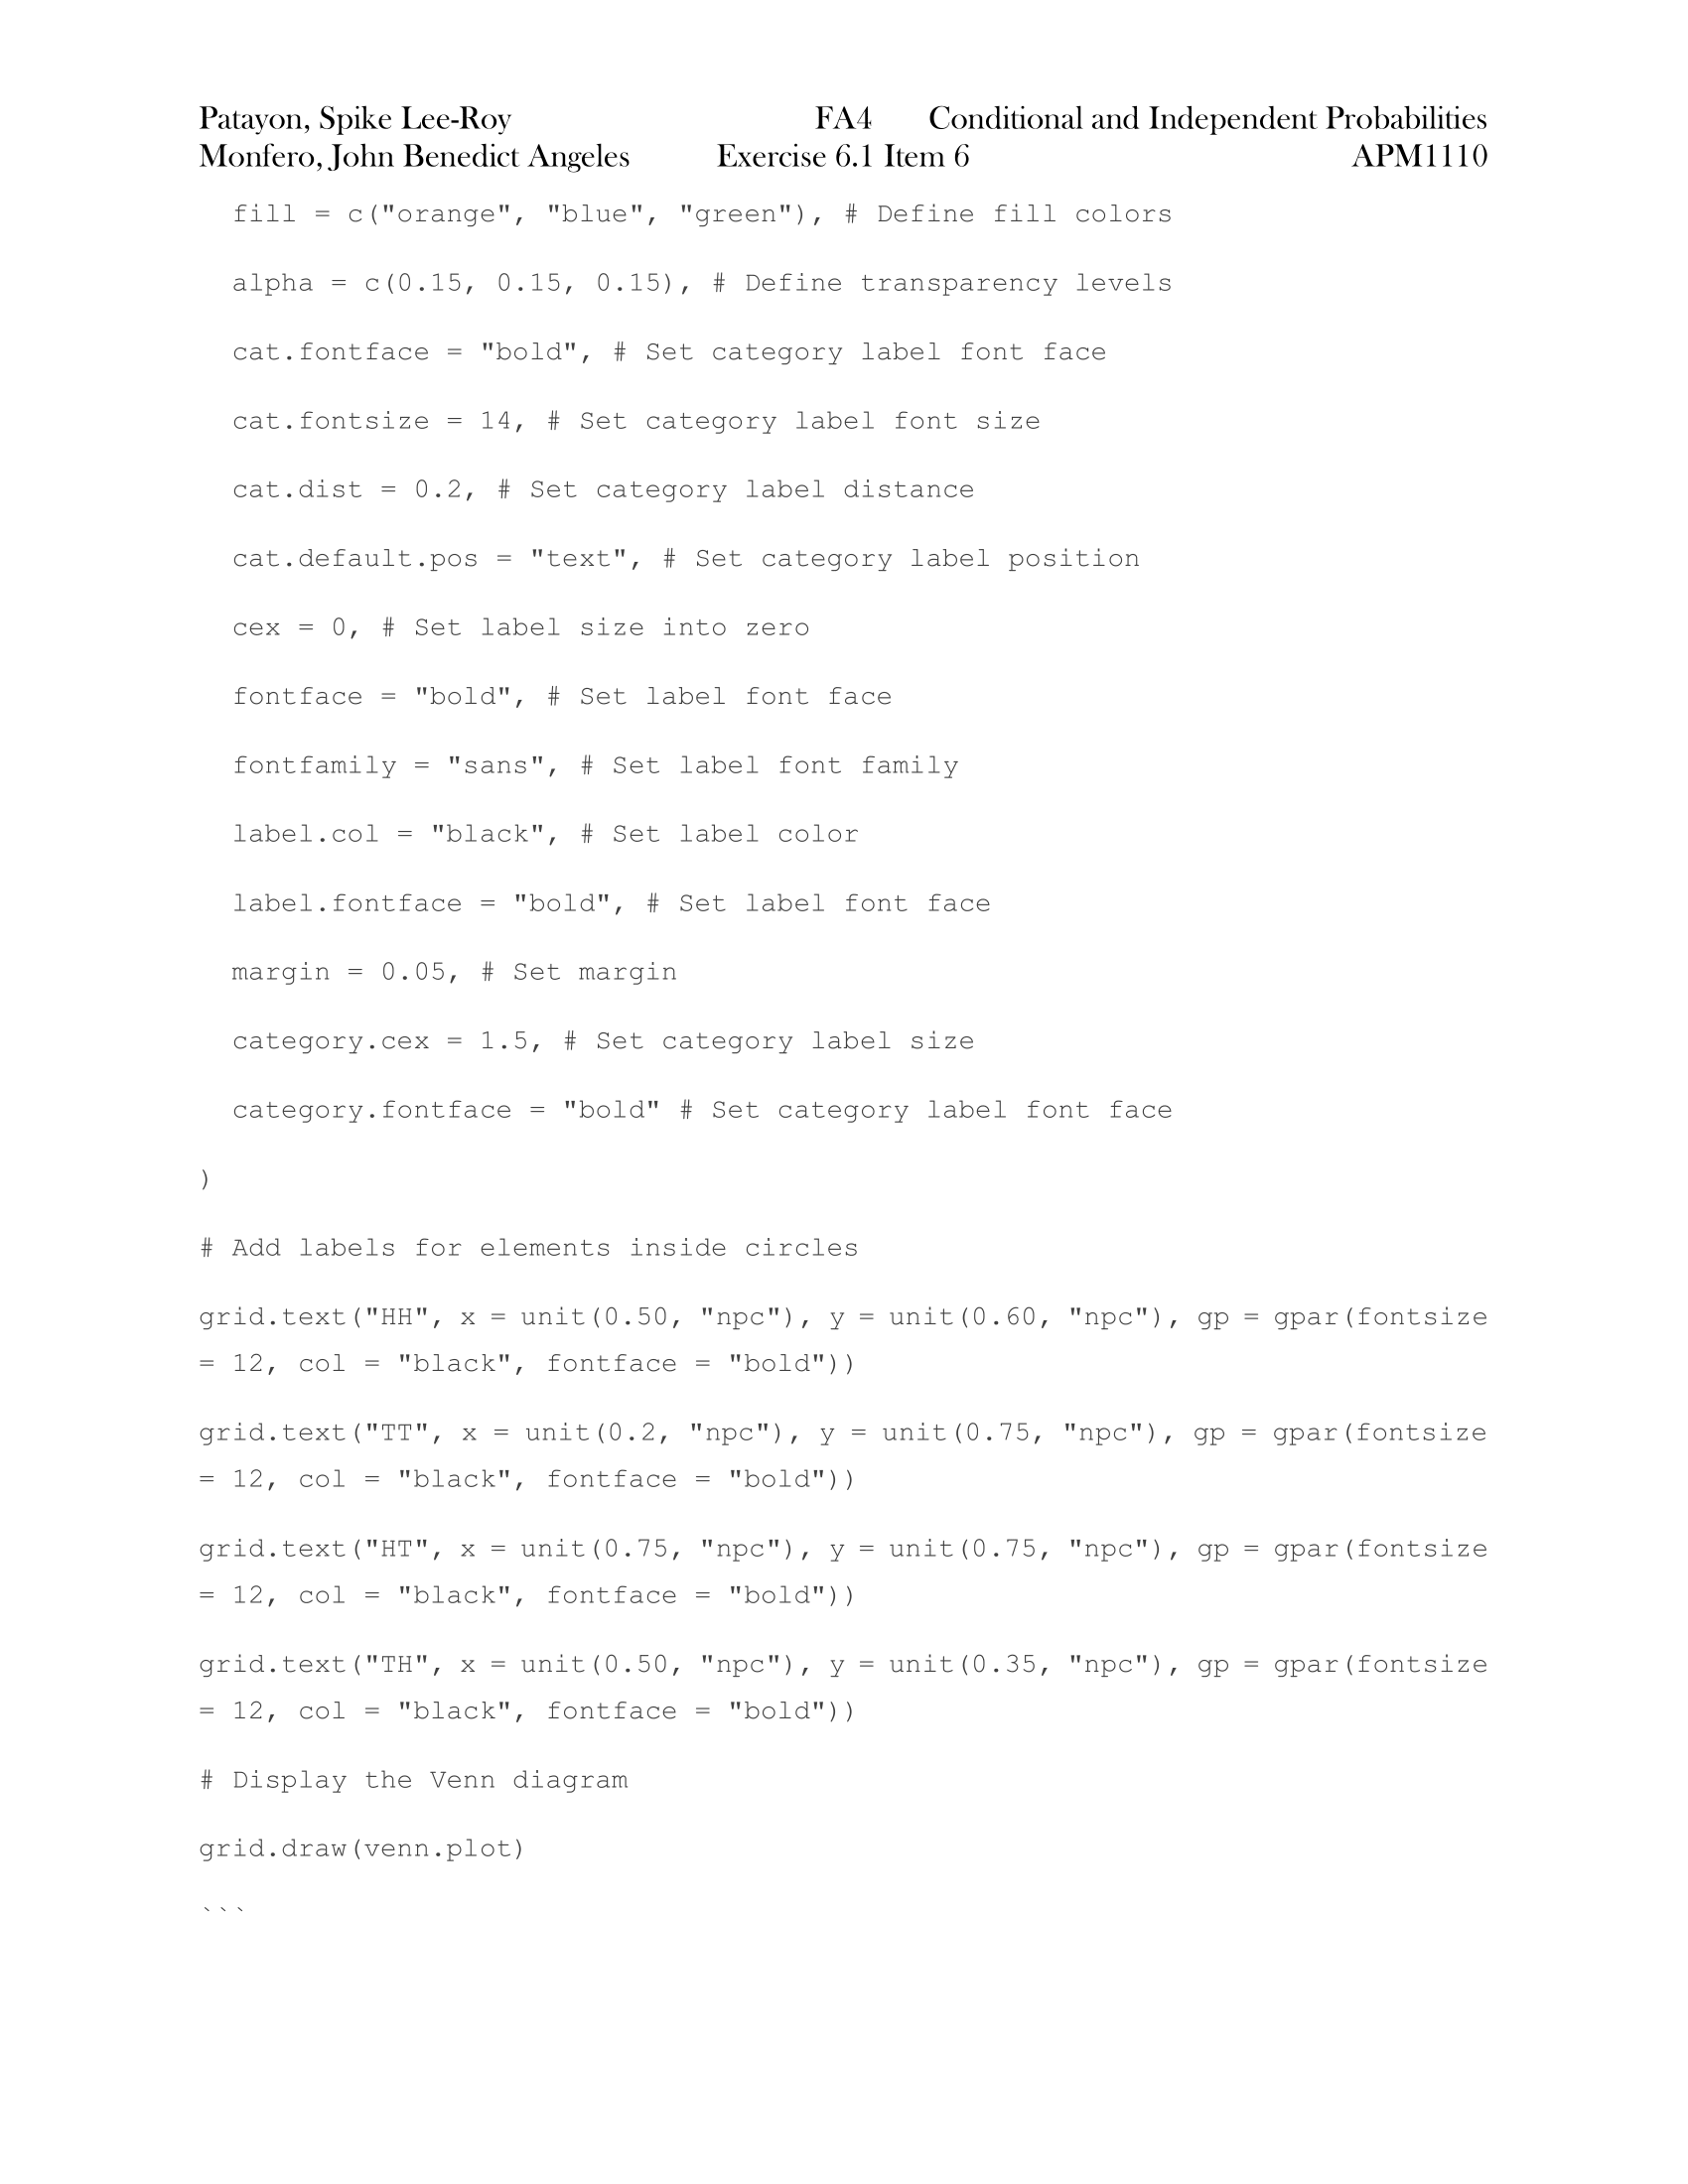 Patayon, Spike Lee-Roy FA4 Conditional and Independent Probabilities
Monfero, John Benedict Angeles Exercise 6.1 Item 6 APM1110
fill = c("orange", "blue", "green"), # Define fill colors
alpha = c(0.15, 0.15, 0.15), # Define transparency levels
cat.fontface = "bold", # Set category label font face
cat.fontsize = 14, # Set category label font size
cat.dist = 0.2, # Set category label distance
cat.default.pos = "text", # Set category label position
cex = 0, # Set label size into zero
fontface = "bold", # Set label font face
fontfamily = "sans", # Set label font family
label.col = "black", # Set label color
label.fontface = "bold", # Set label font face
margin = 0.05, # Set margin
category.cex = 1.5, # Set category label size
category.fontface = "bold" # Set category label font face
)
# Add labels for elements inside circles
grid.text("HH", x = unit(0.50, "npc"), y = unit(0.60, "npc"), gp = gpar(fontsize
= 12, col = "black", fontface = "bold"))
grid.text("TT", x = unit(0.2, "npc"), y = unit(0.75, "npc"), gp = gpar(fontsize
= 12, col = "black", fontface = "bold"))
grid.text("HT", x = unit(0.75, "npc"), y = unit(0.75, "npc"), gp = gpar(fontsize
= 12, col = "black", fontface = "bold"))
grid.text("TH", x = unit(0.50, "npc"), y = unit(0.35, "npc"), gp = gpar(fontsize
= 12, col = "black", fontface = "bold"))
# Display the Venn diagram
grid.draw(venn.plot)
```